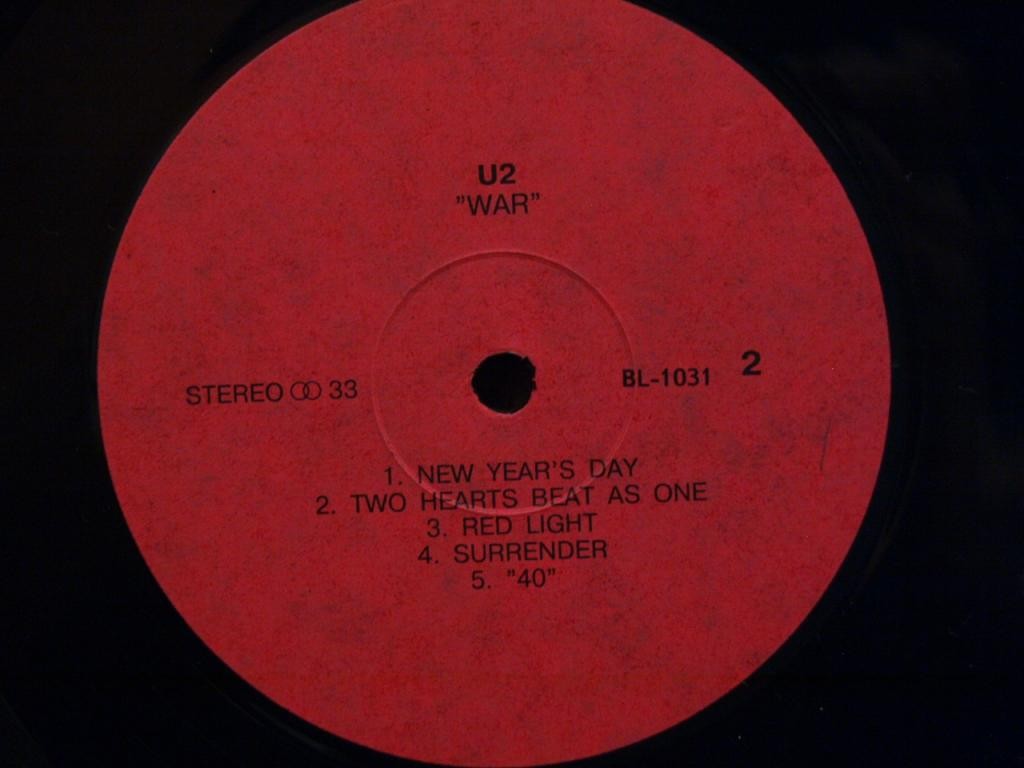 U2
"WAR"
STEREO 33
BL-1031 2
1. NEW YEAR'S DAY
2. TWO HEARTS BEAT AS ONE
3. RED LIGHT
4. SURRENDER
5. "40"